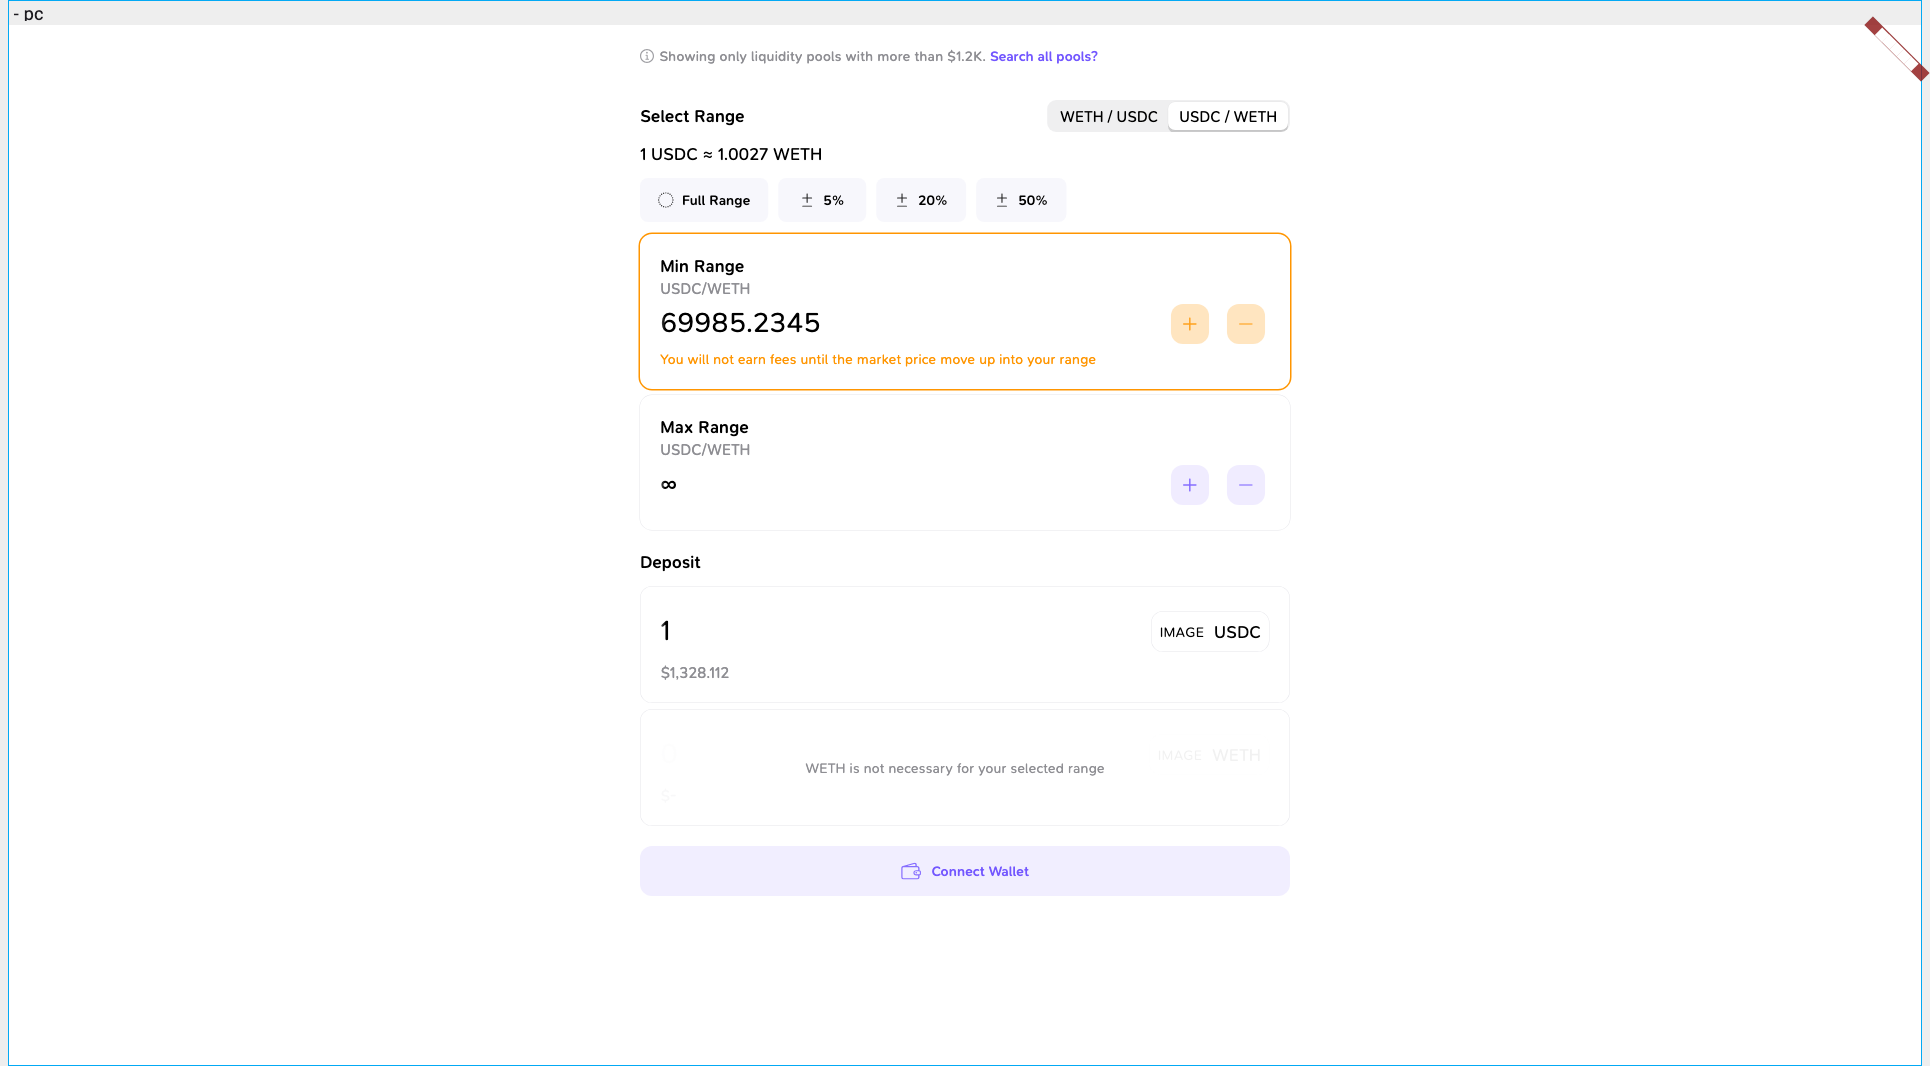 - pc
Showing only liquidity pools with more than $1.2K. Search all pools?
Select Range
WETH / USDC
USDC / WETH
1 USDC ≈ 1.0027 WETH
Full Range
± 5%
± 20%
± 50%
Min Range
USDC/WETH
69985.2345
+ −
You will not earn fees until the market price move up into your range
Max Range
USDC/WETH
∞
+ −
Deposit
1
IMAGE USDC
$1,328.112
0
IMAGE WETH
WETH is not necessary for your selected range
$-
Connect Wallet